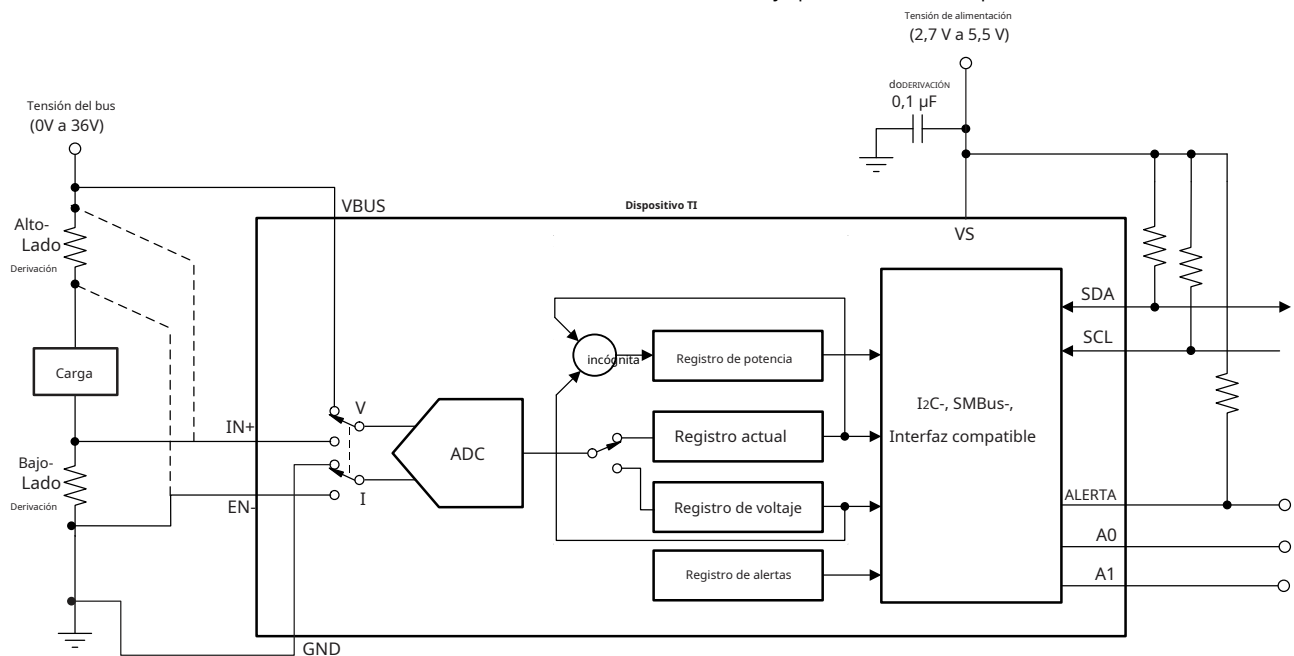 Tensión de alimentación
(2,7 V a 5,5 V)
doDERIVACIÓN
0,1 µF
Tensión del bus
(0V a 36V)
VBUS
Dispositivo TI
VS
Alto-
Lado
Derivación
SDA
SCL
incógnita
Registro de potencia
Carga
V
IN+
ADC
Registro actual
I2C-, SMBus-,
Interfaz compatible
Bajo-
Lado
Derivación
I
EN-
Registro de voltaje
ALERTA
A0
Registro de alertas
A1
GND